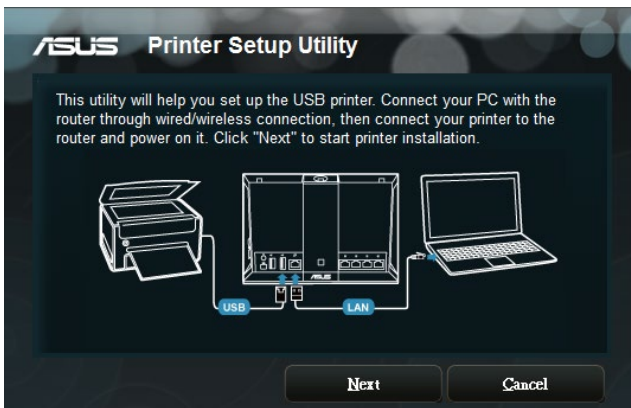 ASUS Printer Setup Utility
This utility will help you set up the USB printer. Connect your PC with the
router through wired/wireless connection, then connect your printer to the
router and power on it. Click "Next" to start printer installation.
ASUS
USB
LAN
Next
Cancel